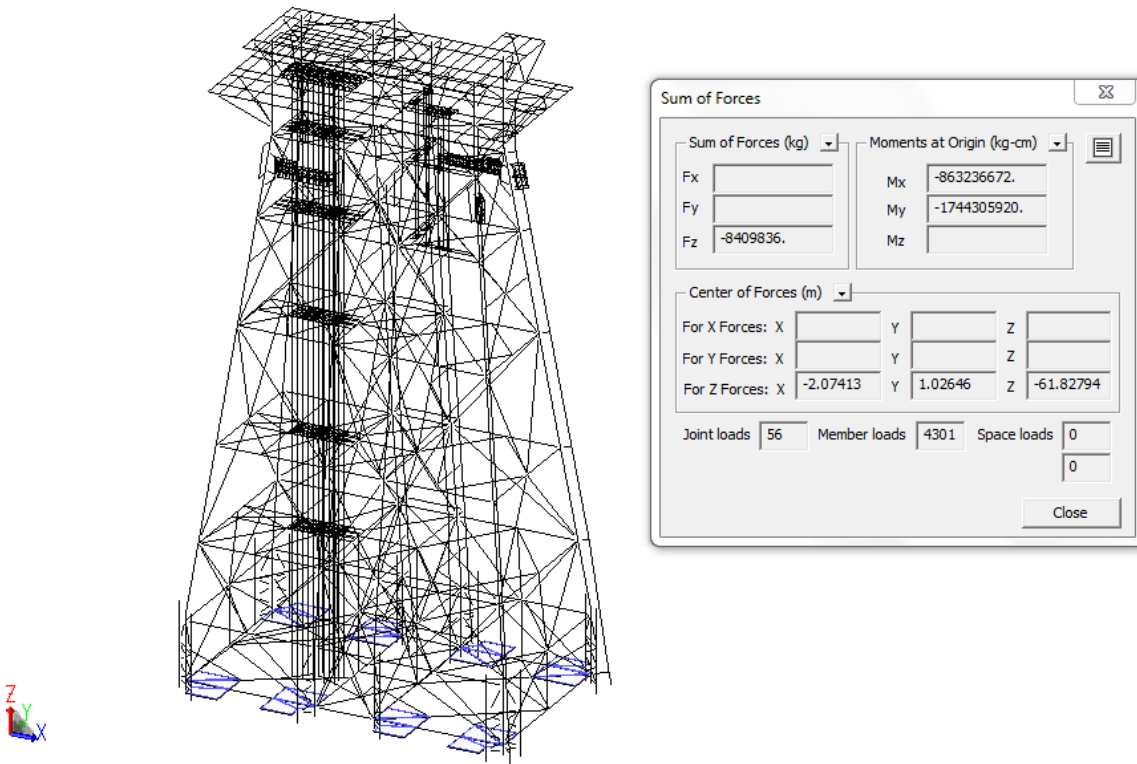 Sum of Forces
Sum of Forces (kg)
Moments at Origin (kg-cm)
Fx
Fy
Fz -8409836.
Mx -863236672.
My -1744305920.
Mz
Center of Forces (m)
For X Forces: X Y Z
For Y Forces: X Y Z
For Z Forces: X -2.07413 Y 1.02646 Z -61.82794
Joint loads 56 Member loads 4301 Space loads 0
0
Close
Z
Y
X